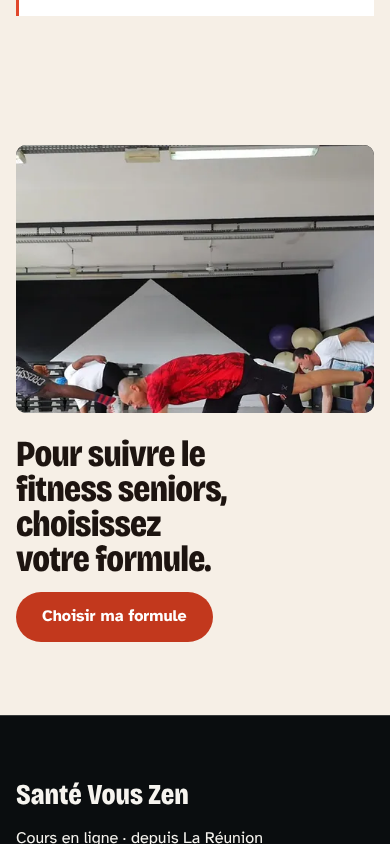 Pour suivre le
fitness seniors,
choisissez
votre formule.
Choisir ma formule
Santé Vous Zen
Cours en ligne · depuis La Réunion